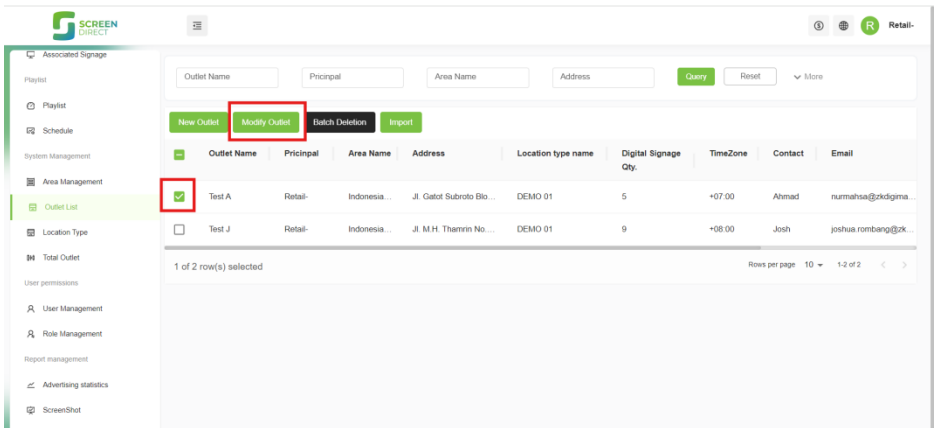 SCREEN
DIRECT
R
Retail-
Associated Signage
Playlist
Playlist
Schedule
System Management
Area Management
Outlet List
Location Type
Total Outlet
User permissions
User Management
Role Management
Report management
Advertising statistics
ScreenShot
Outlet Name
Pricinpal
Area Name
Address
Query
Reset
More
New Outlet
Modify Outlet
Batch Deletion
Import
Outlet Name Pricinpal Area Name Address Location type name Digital Signage Qty. TimeZone Contact Email
Test A Retail- Indonesia... Jl. Gatot Subroto Blo... DEMO 01 5 +07:00 Ahmad nurmahsa@zkdigima...
Test J Retail- Indonesia... Jl. M.H. Thamrin No.... DEMO 01 9 +08:00 Josh joshua.rombang@zk...
1 of 2 row(s) selected
Rows per page 10 1-2 of 2